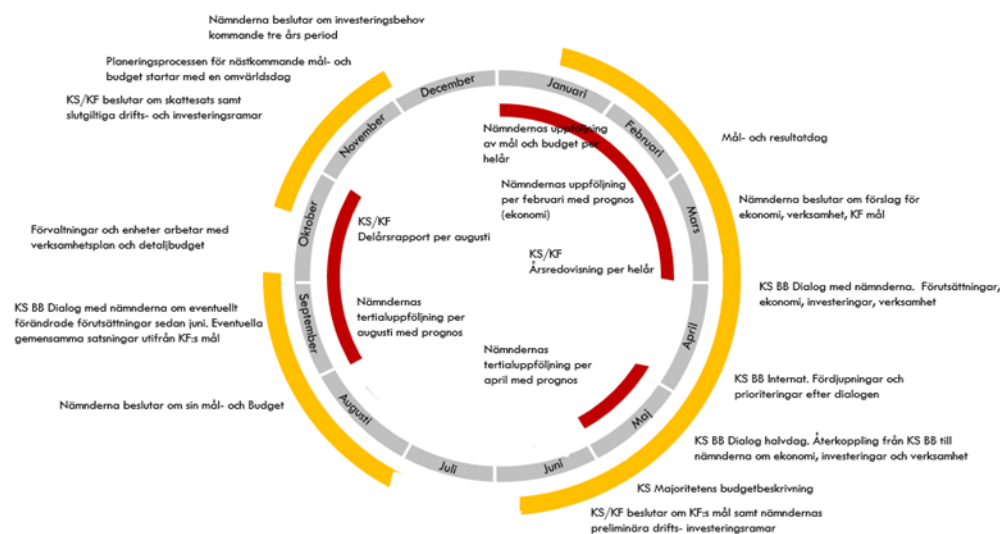 Nämnderna beslutar om investeringsbehov
kommande tre års period
Planeringsprocessen för nästkommande mål- och
budget startar med en omvärldsdag
KS/KF beslutar om skattesats samt
slutgiltiga drifts- och investeringsramar
Förvaltningar och enheter arbetar med
verksamhetsplan och detaljbudget
KS BB Dialog med nämnderna om eventuellt
förändrade förutsättningar sedan juni. Eventuella
gemensamma satsningar utifrån KF:s mål
Nämnderna beslutar om sin mål- och Budget
Januari
Februari
Mars
April
Maj
Juni
Juli
Augusti
September
Oktober
November
December
Nämndernas uppföljning
av mål och budget per
helår
Nämndernas uppföljning
per februari med prognos
(ekonomi)
KS/KF
Årsredovisning per helår
Nämndernas
tertialuppföljning per
april med prognos
KS/KF
Delårsrapport per augusti
Nämndernas
tertialuppföljning per
augusti med prognos
Mål- och resultatdag
Nämnderna beslutar om förslag för
ekonomi, verksamhet, KF mål
KS BB Dialog med nämnderna. Förutsättningar,
ekonomi, investeringar, verksamhet
KS BB Internat. Fördjupningar och
prioriteringar efter dialogen
KS BB Dialog halvdag. Återkoppling från KS BB till
nämnderna om ekonomi, investeringar och verksamhet
KS Majoritetens budgetbeskrivning
KS/KF beslutar om KF:s mål samt nämndernas
preliminära drifts- investeringsramar